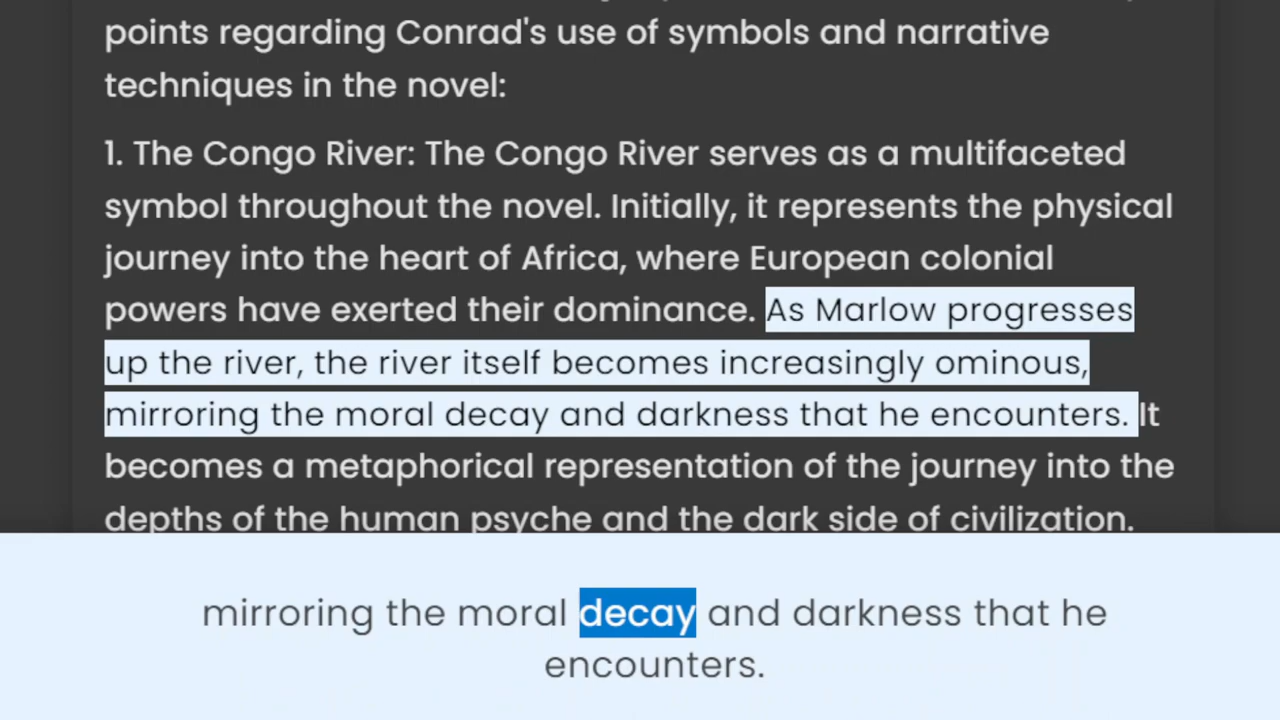 points regarding Conrad's use of symbols and narrative
techniques in the novel:
1. The Congo River: The Congo River serves as a multifaceted
symbol throughout the novel. Initially, it represents the physical
journey into the heart of Africa, where European colonial
powers have exerted their dominance. As Marlow progresses
up the river, the river itself becomes increasingly ominous,
mirroring the moral decay and darkness that he encounters. It
becomes a metaphorical representation of the journey into the
depths of the human psyche and the dark side of civilization.
mirroring the moral decay and darkness that he
encounters.